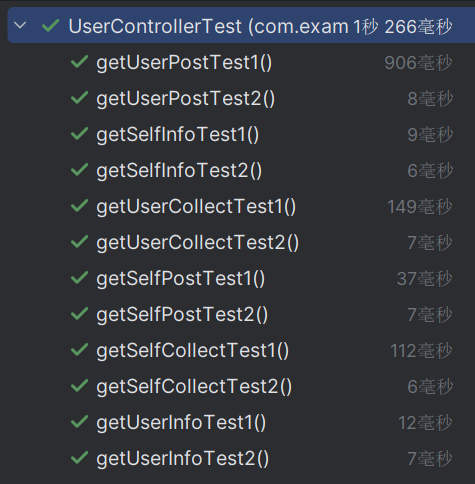 UserControllerTest (com.exam 1秒 266毫秒
getUserPostTest1() 906毫秒
getUserPostTest2() 8毫秒
getSelfInfoTest1() 9毫秒
getSelfInfoTest2() 6毫秒
getUserCollectTest1() 149毫秒
getUserCollectTest2() 7毫秒
getSelfPostTest1() 37毫秒
getSelfPostTest2() 7毫秒
getSelfCollectTest1() 112毫秒
getSelfCollectTest2() 6毫秒
getUserInfoTest1() 12毫秒
getUserInfoTest2() 7毫秒